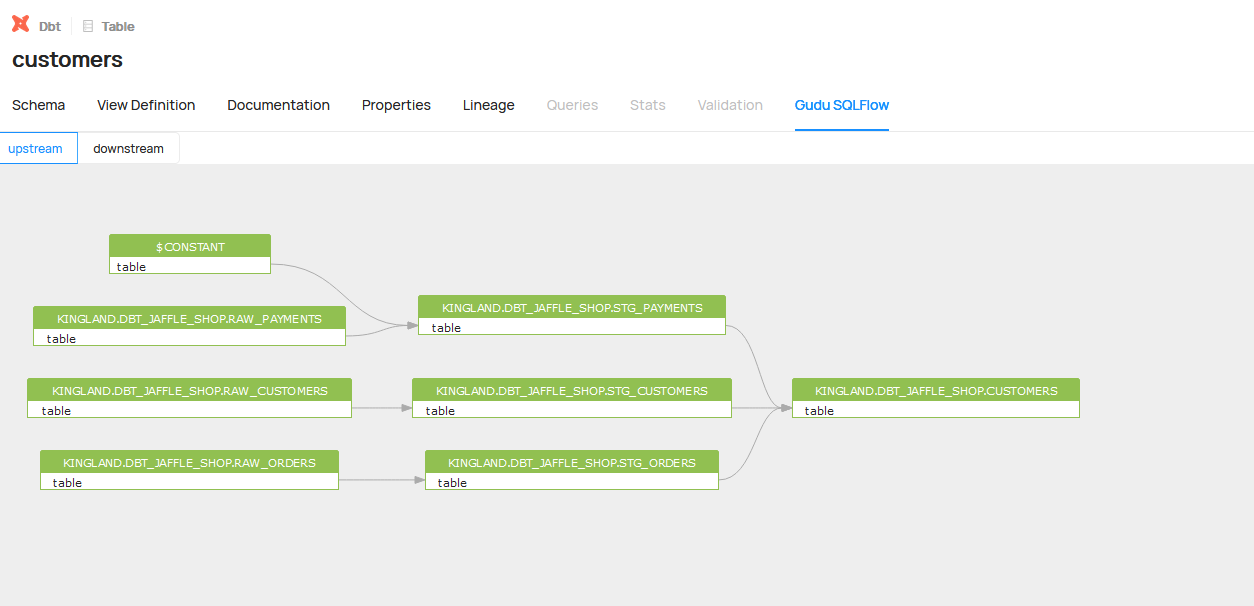 Dbt Table
customers
Schema View Definition Documentation Properties Lineage Queries Stats Validation Gudu SQLFlow
upstream downstream
$CONSTANT
table
KINGLAND.DBT_JAFFLE_SHOP.RAW_PAYMENTS
table
KINGLAND.DBT_JAFFLE_SHOP.STG_PAYMENTS
table
KINGLAND.DBT_JAFFLE_SHOP.RAW_CUSTOMERS
table
KINGLAND.DBT_JAFFLE_SHOP.STG_CUSTOMERS
table
KINGLAND.DBT_JAFFLE_SHOP.CUSTOMERS
table
KINGLAND.DBT_JAFFLE_SHOP.RAW_ORDERS
table
KINGLAND.DBT_JAFFLE_SHOP.STG_ORDERS
table